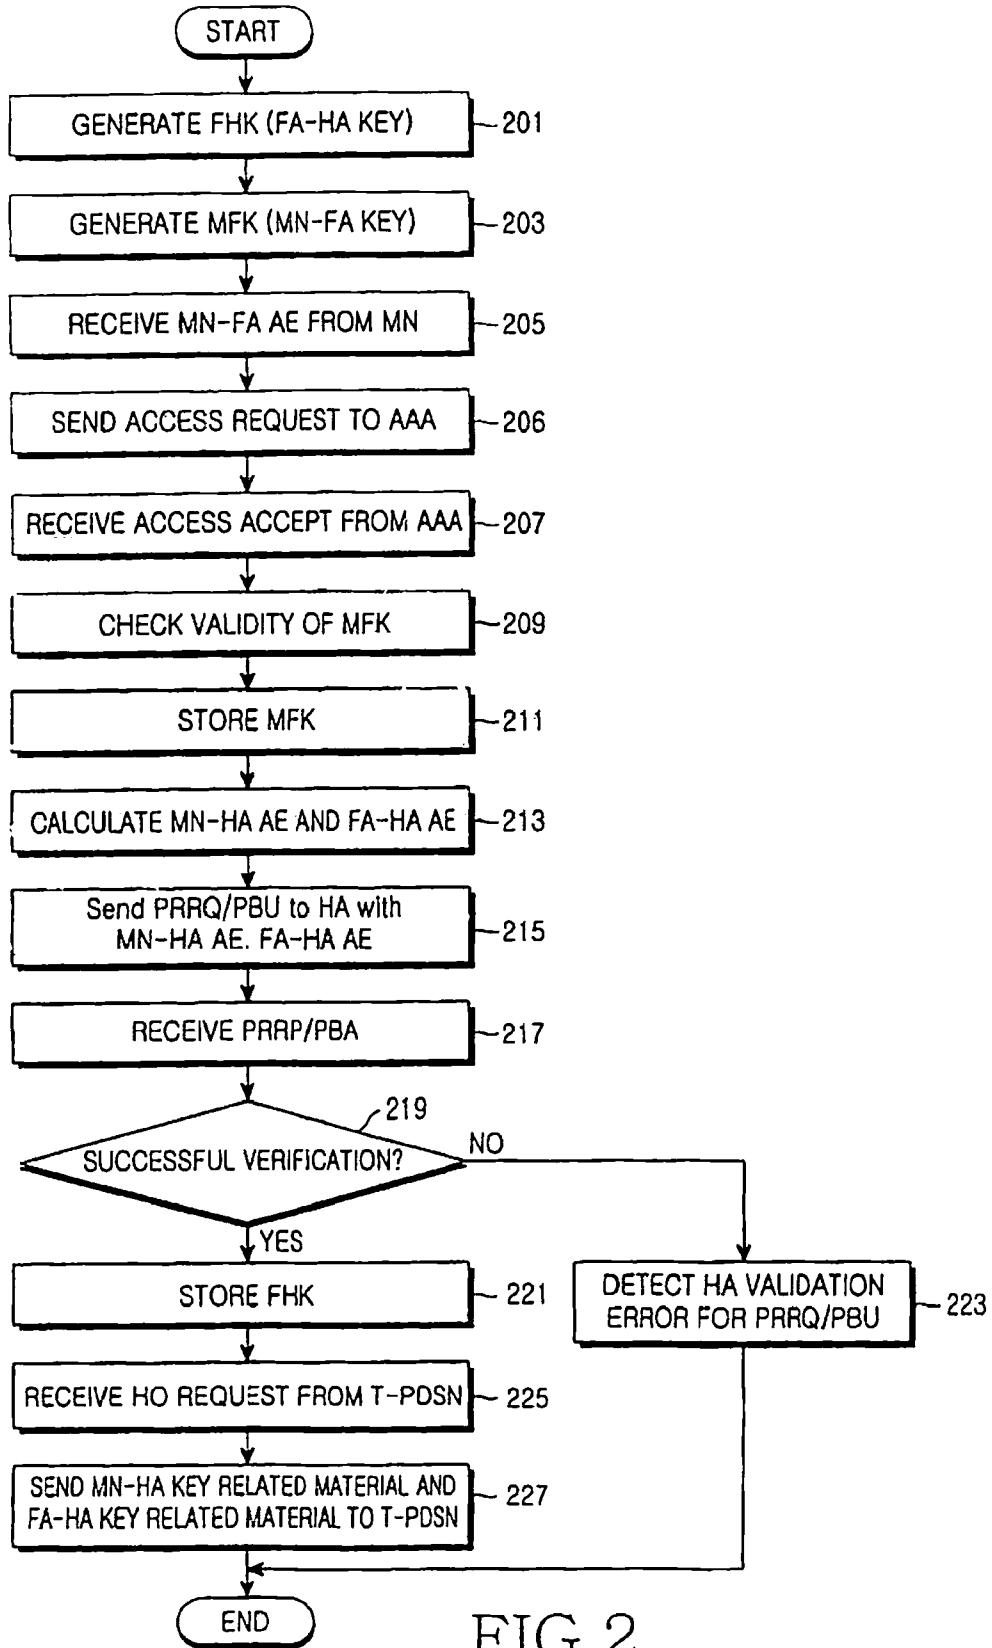 START
GENERATE FHK (FA-HA KEY)
201
GENERATE MFK (MN-FA KEY)
203
RECEIVE MN-FA AE FROM MN
205
SEND ACCESS REQUEST TO AAA
206
RECEIVE ACCESS ACCEPT FROM AAA
207
CHECK VALIDITY OF MFK
209
STORE MFK
211
CALCULATE MN-HA AE AND FA-HA AE
213
Send PRRQ/PBU to HA with
MN-HA AE. FA-HA AE
215
RECEIVE PRRP/PBA
217
219
SUCCESSFUL VERIFICATION?
NO
YES
STORE FHK
221
DETECT HA VALIDATION
ERROR FOR PRRQ/PBU
223
RECEIVE HO REQUEST FROM T-PDSN
225
SEND MN-HA KEY RELATED MATERIAL AND
FA-HA KEY RELATED MATERIAL TO T-PDSN
227
END
FIG.2